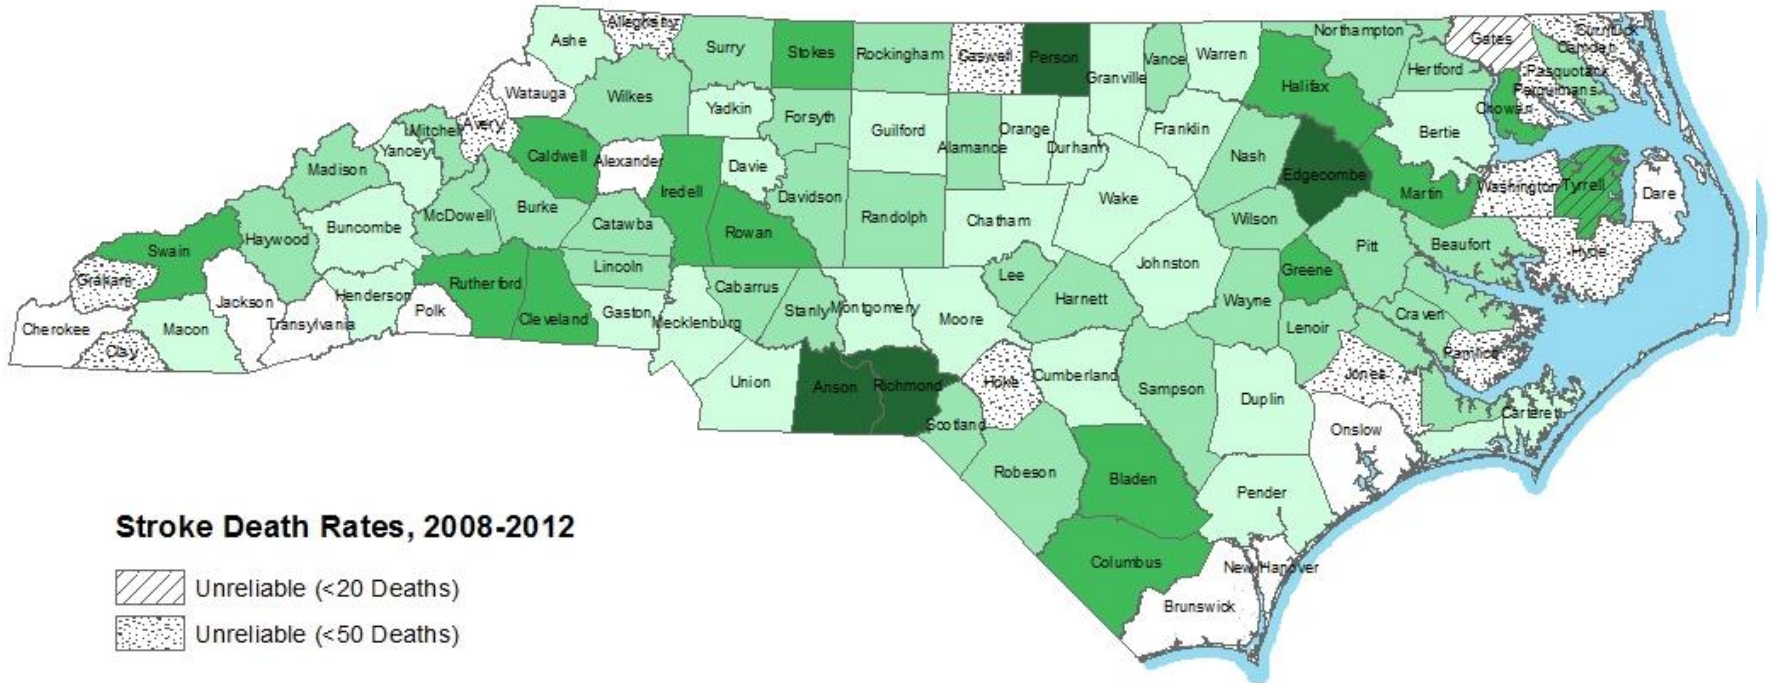 Ashe
Alleghany
Surry
Stokes
Rockingham
Caswell
Person
Granville
Vance
Warren
Northampton
Gates
Currituck
Camden
Pasquotank
Perquimans
Chowan
Hertford
Halifax
Bertie
Watauga
Wilkes
Yadkin
Forsyth
Guilford
Alamance
Orange
Durham
Franklin
Nash
Edgecombe
Martin
Washington
Tyrrell
Dare
Mitchell
Avery
Yancey
Caldwell
Alexander
Iredell
Davie
Davidson
Randolph
Chatham
Wake
Wilson
Pitt
Beaufort
Hyde
Madison
Buncombe
McDowell
Burke
Catawba
Rowan
Haywood
Swain
Graham
Cherokee
Clay
Macon
Jackson
Transylvania
Henderson
Polk
Rutherford
Cleveland
Lincoln
Gaston
Mecklenburg
Cabarrus
Stanly
Montgomery
Moore
Lee
Harnett
Johnston
Wayne
Greene
Lenoir
Craven
Pamlico
Jones
Carteret
Union
Anson
Richmond
Scotland
Hoke
Cumberland
Sampson
Duplin
Onslow
Robeson
Bladen
Pender
Columbus
New Hanover
Brunswick
Stroke Death Rates, 2008-2012
Unreliable (<20 Deaths)
Unreliable (<50 Deaths)